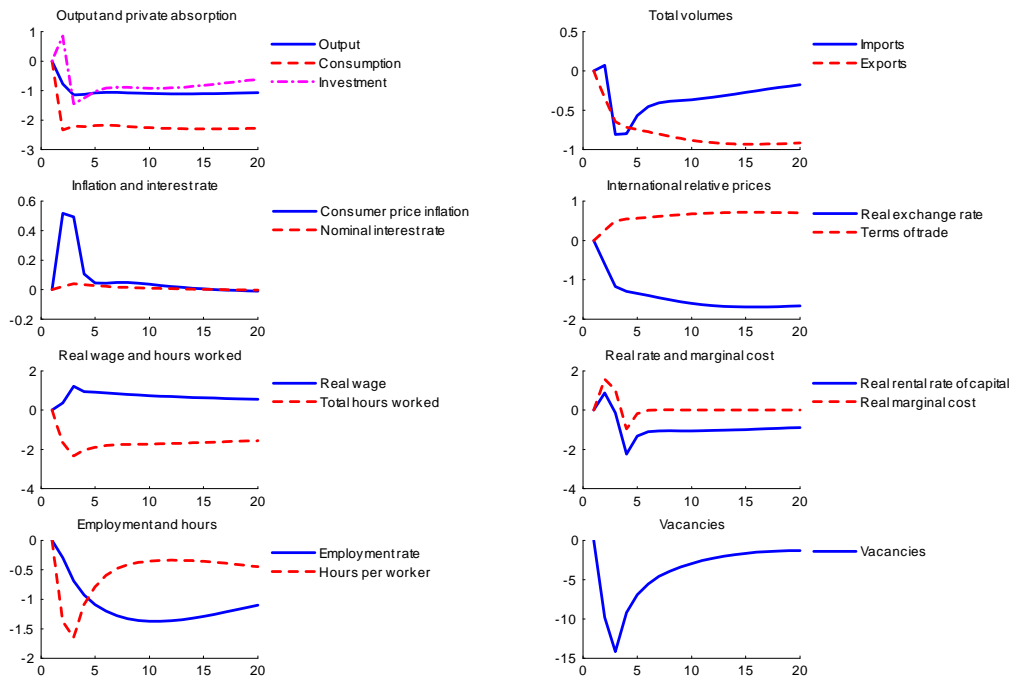 Output and private absorption
1
0
-1
-2
-3
0 5 10 15 20
Output
Consumption
Investment
Total volumes
0.5
0
-0.5
-1
0 5 10 15 20
Imports
Exports
Inflation and interest rate
0.6
0.4
0.2
0
-0.2
0 5 10 15 20
Consumer price inflation
Nominal interest rate
International relative prices
1
0
-1
-2
0 5 10 15 20
Real exchange rate
Terms of trade
Real wage and hours worked
2
0
-2
-4
0 5 10 15 20
Real wage
Total hours worked
Real rate and marginal cost
2
0
-2
-4
0 5 10 15 20
Real rental rate of capital
Real marginal cost
Employment and hours
0
-0.5
-1
-1.5
-2
0 5 10 15 20
Employment rate
Hours per worker
Vacancies
0
-5
-10
-15
0 5 10 15 20
Vacancies